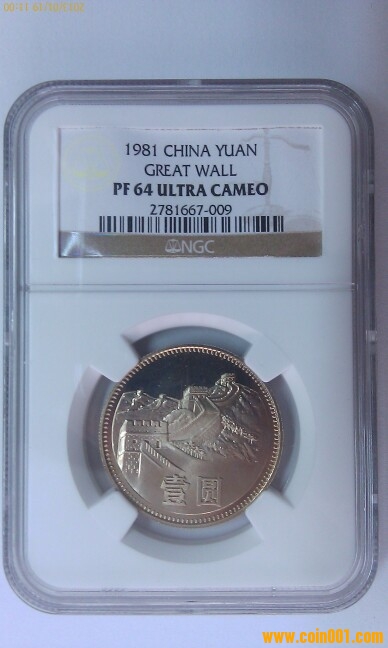 1981 CHINA YUAN
GREAT WALL
PF 64 ULTRA CAMEO
2781667-009
NGC
壹圆
www.coin001.com